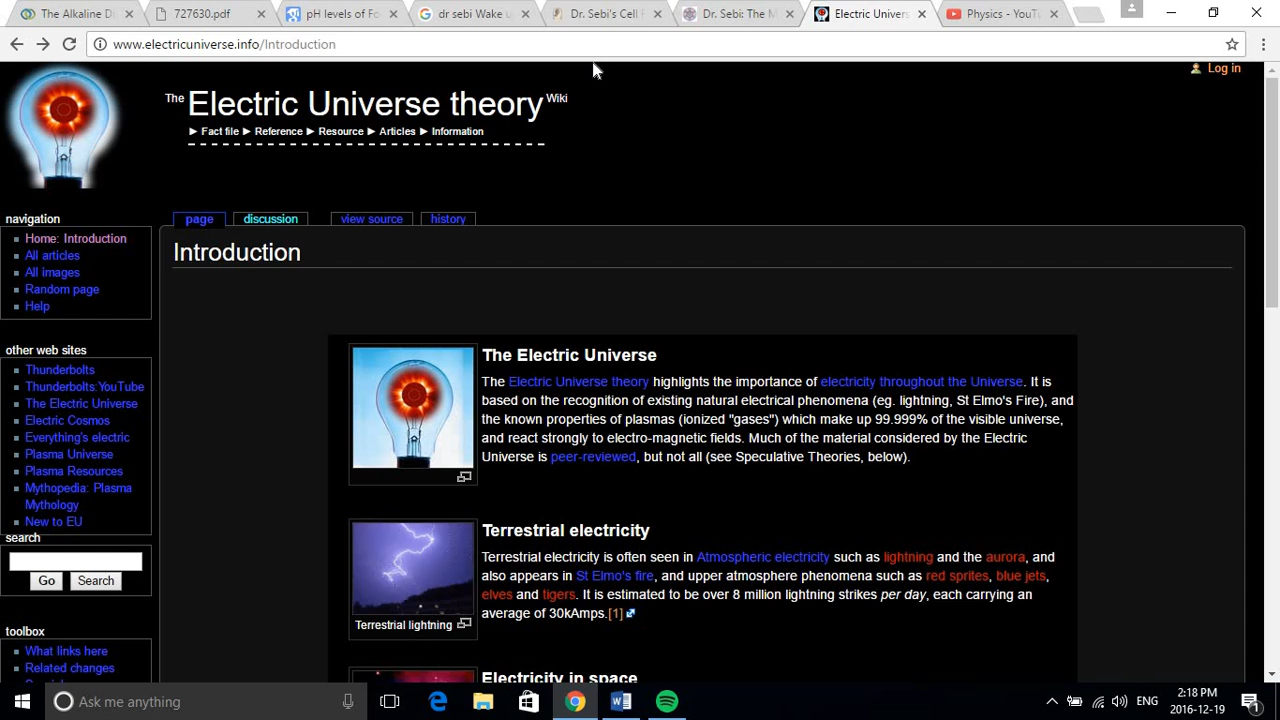 The Alkaline Di
727630.pdf
pH levels of Fo
dr sebi Wake u
Dr. Sebi's Cell F
Dr. Sebi: The M
Electric Univers
Physics - YouTu
www.electricuniverse.info/Introduction
Log in
The Electric Universe theory Wiki
► Fact file ► Reference ► Resource ► Articles ► Information
page
discussion
view source
history
navigation
Home: Introduction
All articles
All images
Random page
Help
other web sites
Thunderbolts
Thunderbolts:YouTube
The Electric Universe
Electric Cosmos
Everything's electric
Plasma Universe
Plasma Resources
Mythopedia: Plasma
Mythology
New to EU
search
Go
Search
toolbox
What links here
Related changes
Introduction
The Electric Universe
The Electric Universe theory highlights the importance of electricity throughout the Universe. It is
based on the recognition of existing natural electrical phenomena (eg. lightning, St Elmo's Fire), and
the known properties of plasmas (ionized "gases") which make up 99.999% of the visible universe,
and react strongly to electro-magnetic fields. Much of the material considered by the Electric
Universe is peer-reviewed, but not all (see Speculative Theories, below).
Terrestrial lightning
Terrestrial electricity
Terrestrial electricity is often seen in Atmospheric electricity such as lightning and the aurora, and
also appears in St Elmo's fire, and upper atmosphere phenomena such as red sprites, blue jets,
elves and tigers. It is estimated to be over 8 million lightning strikes per day, each carrying an
average of 30kAmps.[1]
Electricity in space
Ask me anything
ENG
2:18 PM
2016-12-19
1